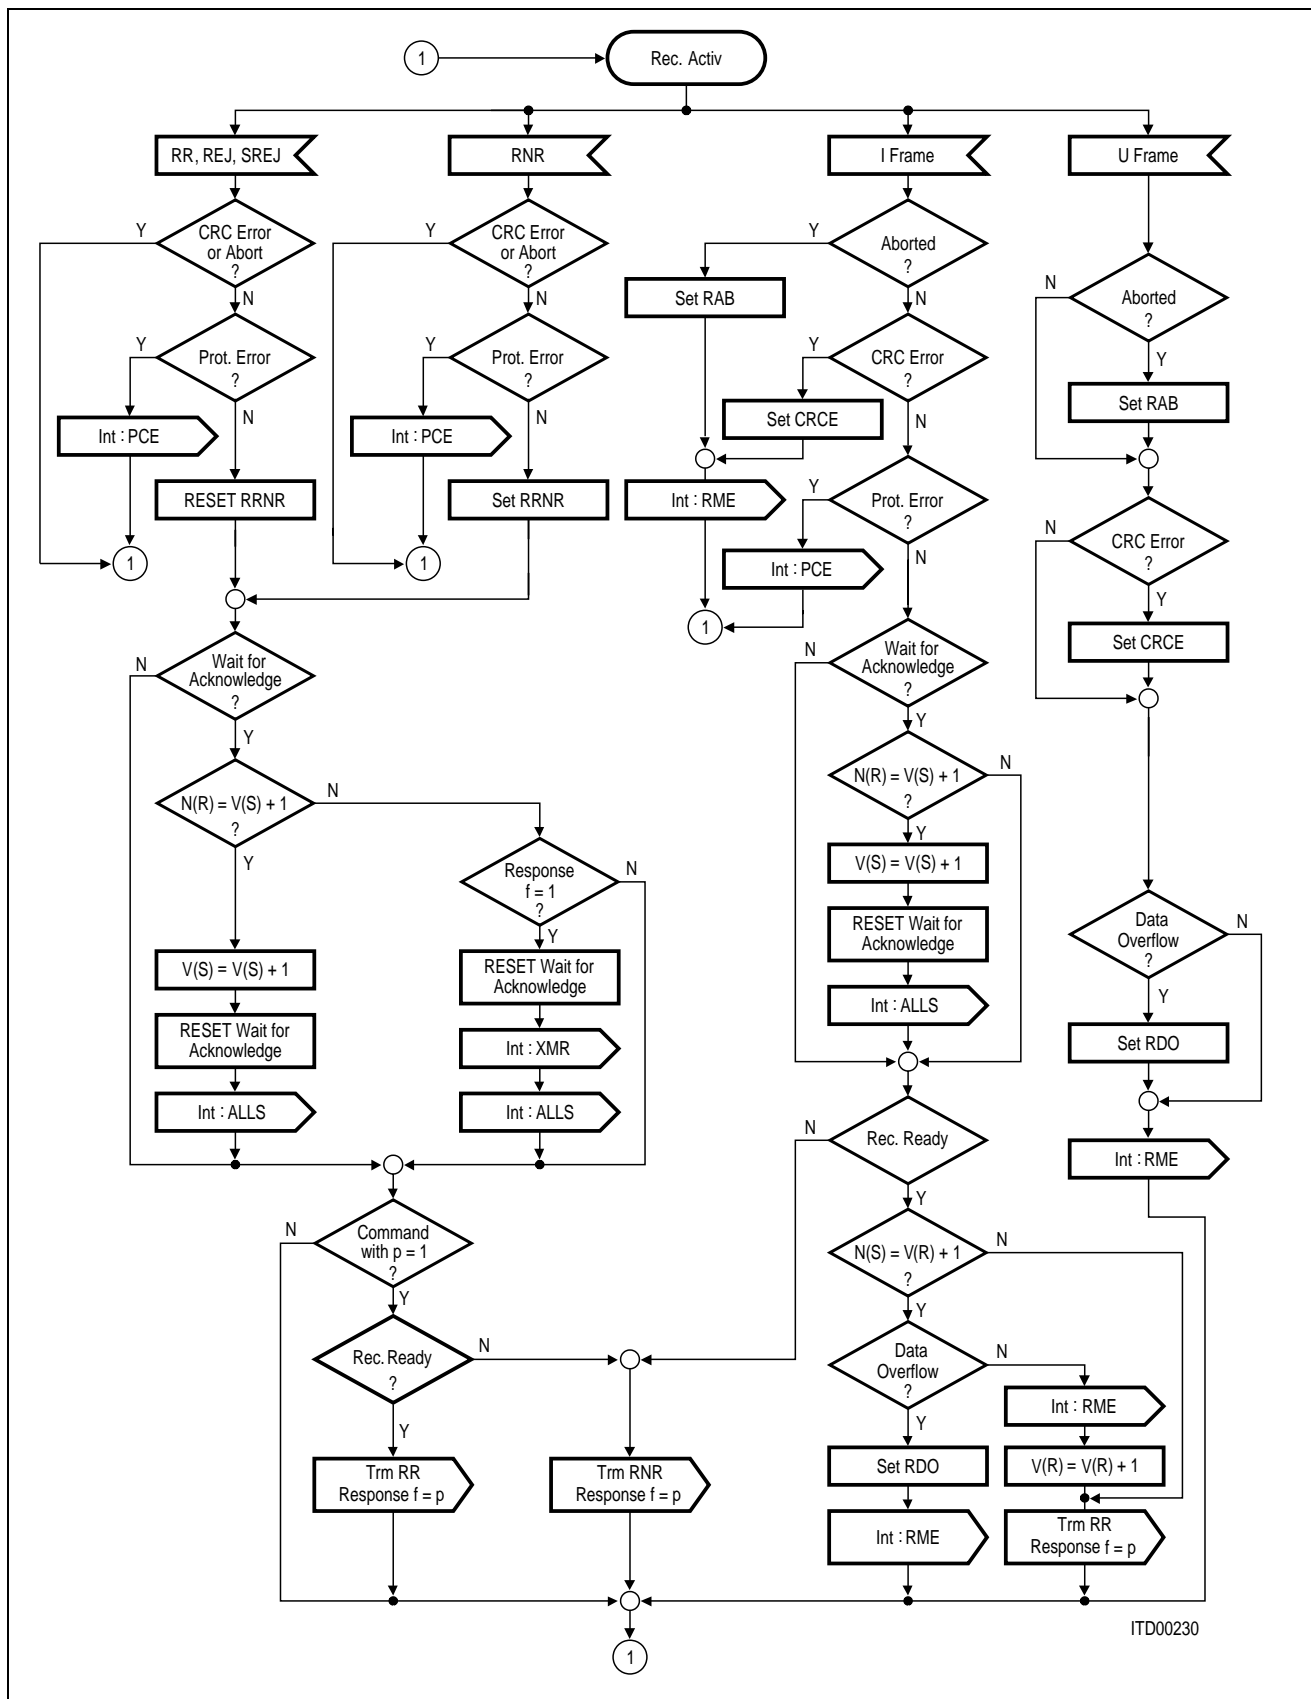 1
Rec. Activ
RR, REJ, SREJ
RNR
I Frame
U Frame
Y
CRC Error
or Abort
?
N
Y
CRC Error
or Abort
?
N
Y
Aborted
?
N
Set RAB
N
Aborted
?
Y
Set RAB
Y
Prot. Error
?
N
Int : PCE
RESET RRNR
1
Y
Prot. Error
?
N
Int : PCE
Set RRNR
1
Y
CRC Error
?
N
Set CRCE
Int : RME
Y
Prot. Error
?
N
Int : PCE
1
N
CRC Error
?
Y
Set CRCE
N
Wait for
Acknowledge
?
Y
N(R) = V(S) + 1
?
N
Y
Response
f = 1
?
N
Y
V(S) = V(S) + 1
RESET Wait for
Acknowledge
Int : ALLS
RESET Wait for
Acknowledge
Int : XMR
Int : ALLS
N
Wait for
Acknowledge
?
Y
N(R) = V(S) + 1
?
N
Y
V(S) = V(S) + 1
RESET Wait for
Acknowledge
Int : ALLS
Data
Overflow
?
N
Y
Set RDO
Int : RME
N
Rec. Ready
Y
N
Command
with p = 1
?
Y
N(S) = V(R) + 1
?
N
Y
Rec. Ready
?
N
Y
Data
Overflow
?
N
Y
Int : RME
V(R) = V(R) + 1
Trm RR
Response f = p
Trm RNR
Response f = p
Set RDO
Int : RME
Trm RR
Response f = p
1
ITD00230